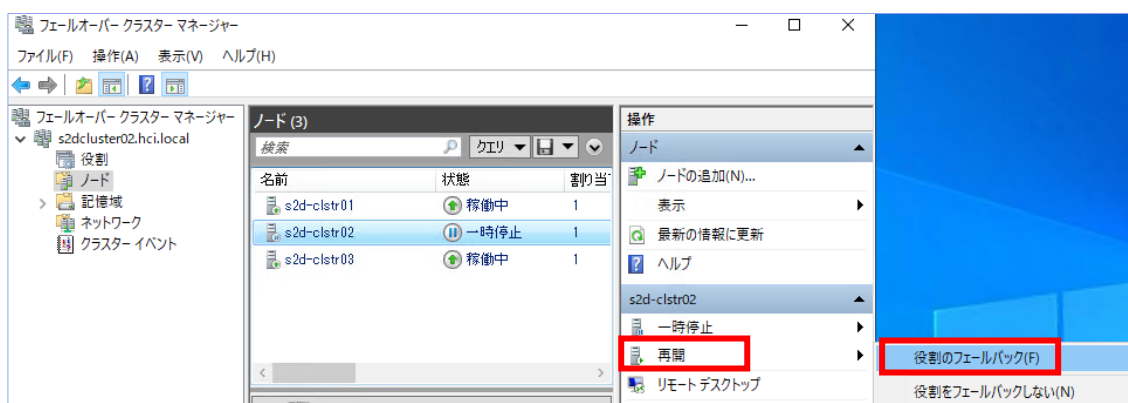 フェールオーバー クラスター マネージャー
ファイル(F) 操作(A) 表示(V) ヘルプ(H)
フェールオーバー クラスター マネージャー
s2dcluster02.hci.local
役割
ノード
記憶域
ネットワーク
クラスター イベント
ノード (3)
検索 クエリ
名前 状態 割り当
s2d-clstr01 稼働中 1
s2d-clstr02 一時停止 1
s2d-clstr03 稼働中 1
操作
ノード
ノードの追加(N)...
表示
最新の情報に更新
ヘルプ
s2d-clstr02
一時停止
再開
リモート デスクトップ
役割のフェールバック(F)
役割をフェールバックしない(N)